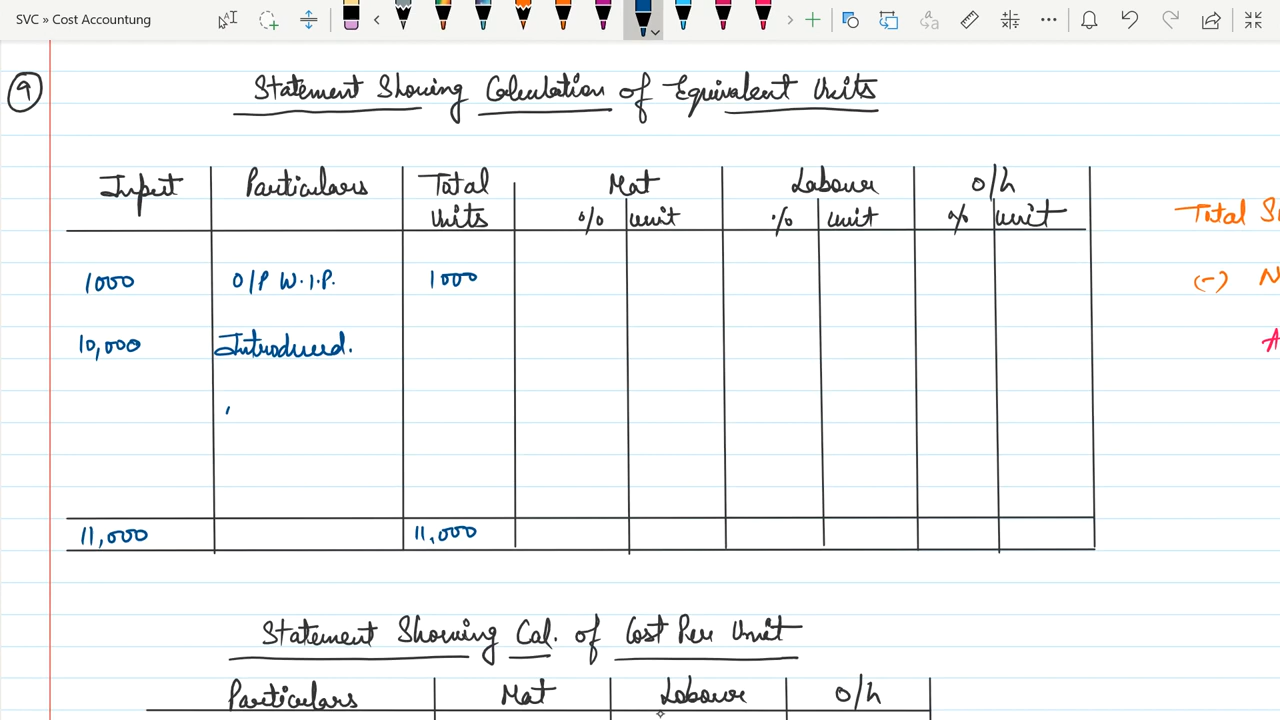 SVC » Cost Accountung
9
Statement Showing Calculation of Equivalent Units
Input Particulars Total Units Mat Labour O/h
% unit % unit % unit
1000 O/P W.I.P. 1000
10,000 Introduced.
11,000 11,000
Total
(-) N
A
Statement Showing Cal. of Cost Per Unit
Particulars Mat Labour O/h